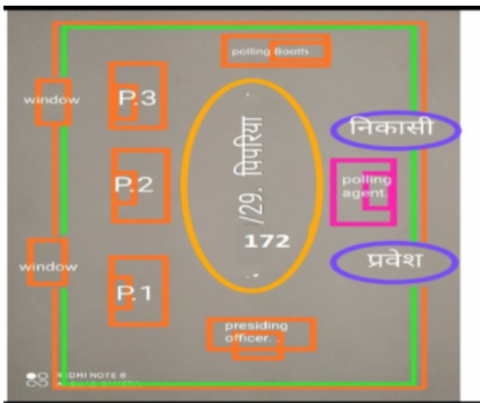 polling Booth
window
P.3
निकासी
/29. पिपरिया
172
P.2
polling
agent.
window
प्रवेश
P.1
presiding
officer. .